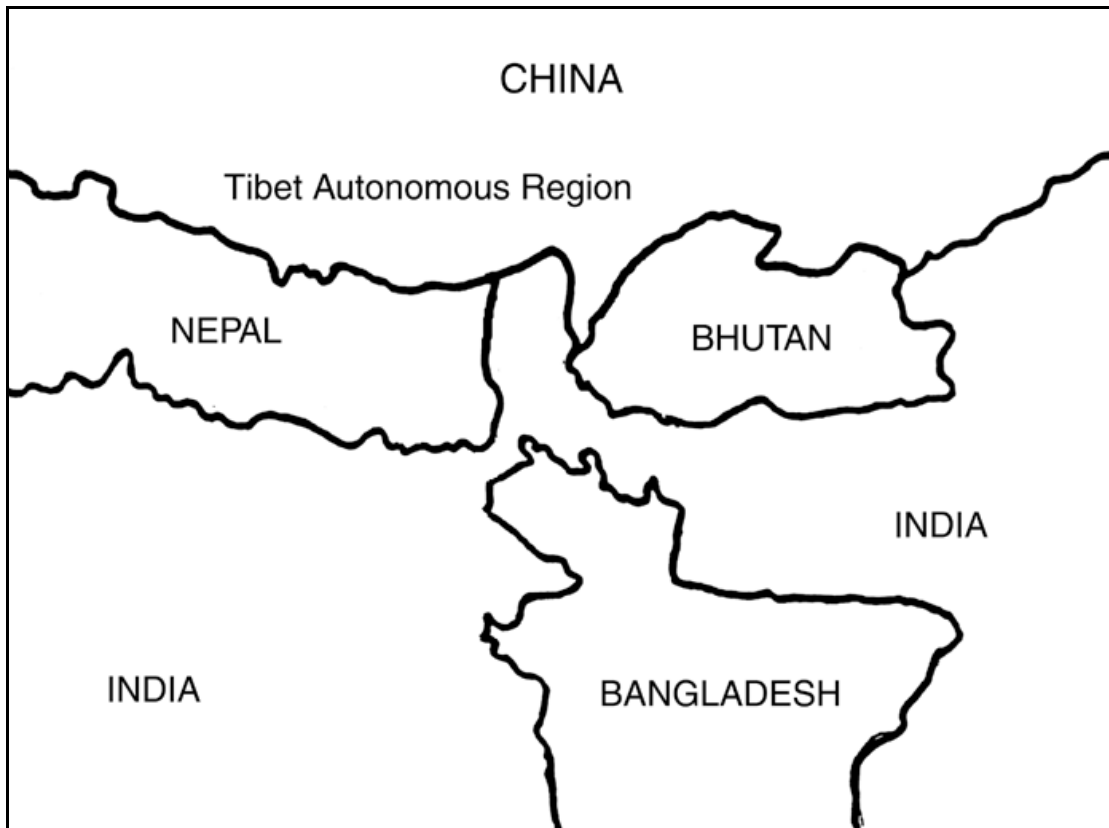 CHINA
Tibet Autonomous Region
NEPAL
BHUTAN
INDIA
INDIA
BANGLADESH